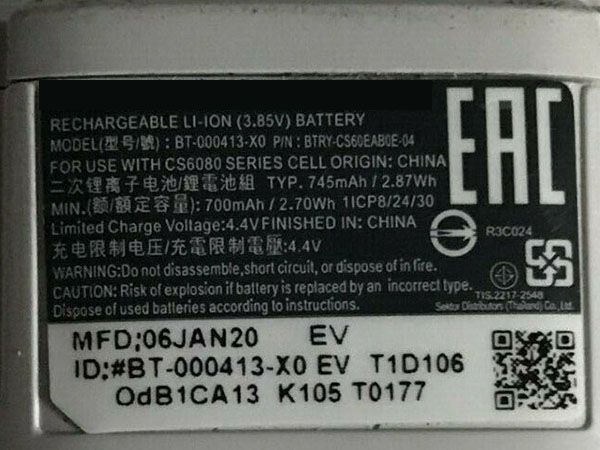 RECHARGEABLE LI-ION (3.85V) BATTERY
MODEL(型号/號) : BT-000413-X0 P/N : BTRY-CS60EAB0E-04
FOR USE WITH CS6080 SERIES CELL ORIGIN: CHINA
二次锂离子电池/鋰電池組 TYP. 745mAh / 2.87Wh
MIN.(额/額定容量): 700mAh / 2.70Wh 1ICP8/24/30
Limited Charge Voltage:4.4V FINISHED IN: CHINA
充电限制电压/充電限制電壓:4.4V
WARNING:Do not disassemble,short circuit, or dispose of in fire.
CAUTION: Risk of explosion if battery is replaced by an incorrect type.
Dispose of used batteries according to instructions.
EAC
R3C024
TIS.2217-2548
Sektor Distributors (Thailand) Co., Ltd.
MFD;06JAN20 EV
ID:#BT-000413-X0 EV T1D106
OdB1CA13 K105 T0177